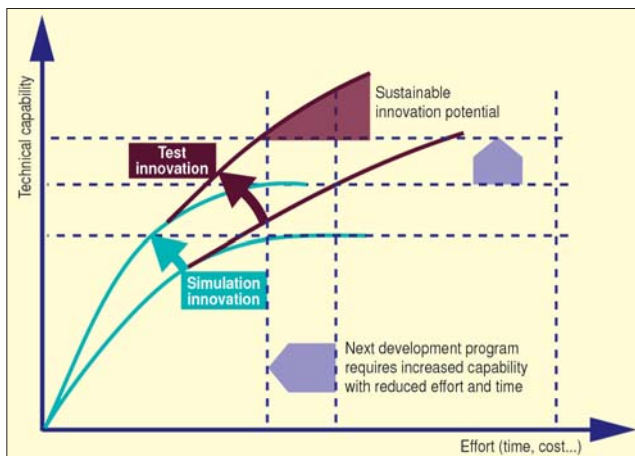 Technical capability
Sustainable
innovation potential
Test
innovation
Simulation
innovation
Next development program
requires increased capability
with reduced effort and time
Effort (time, cost...)